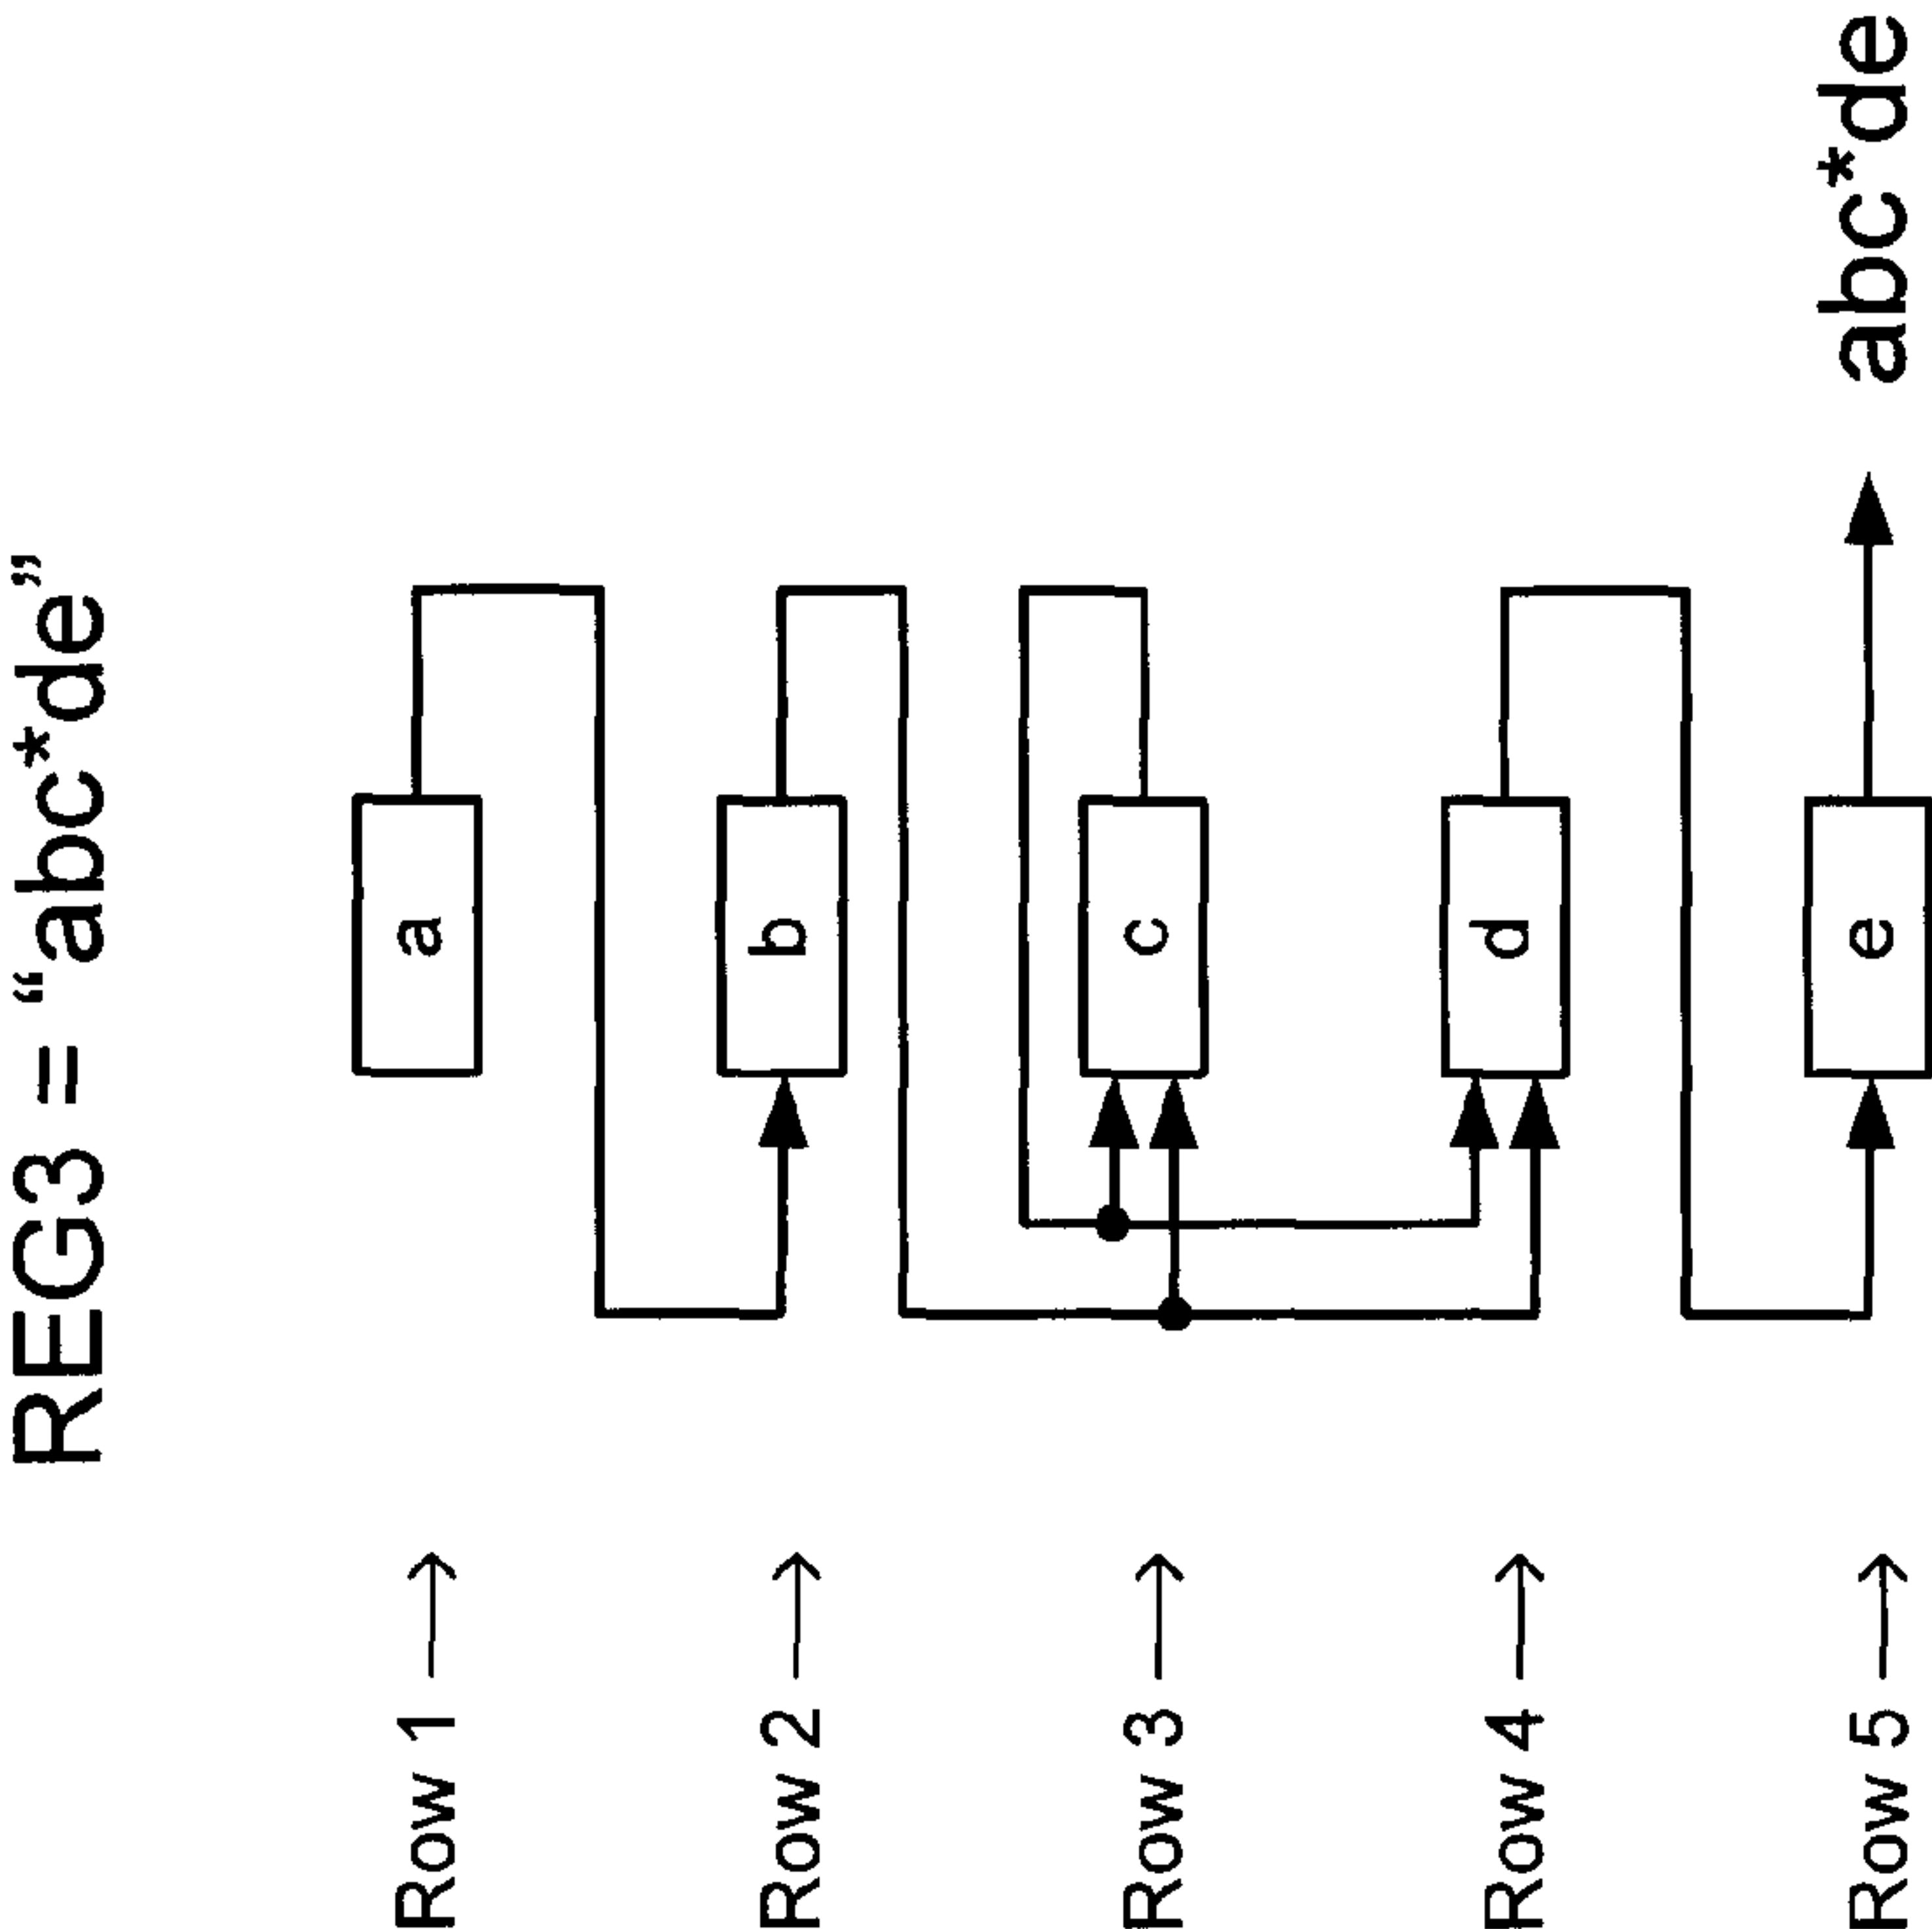 REG3 = “abc*de”
Row 1 → a
Row 2 → b
Row 3 → c
Row 4 → d
Row 5 → e abc*de